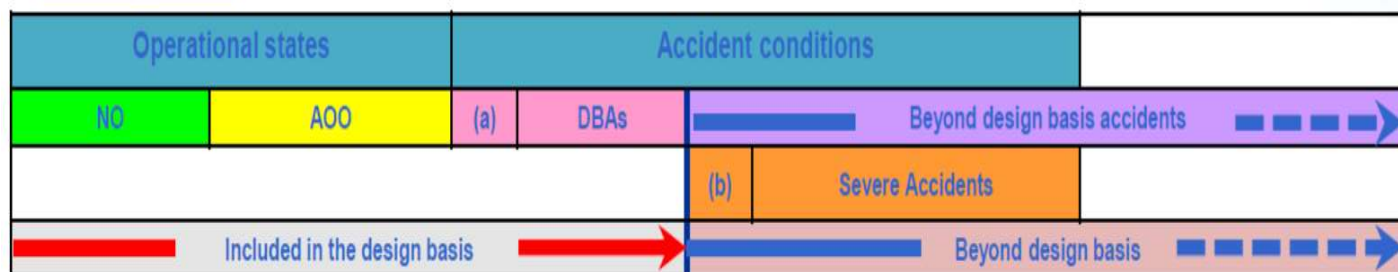 Operational states
Accident conditions
NO
AOO
(a)
DBAs
Beyond design basis accidents
(b)
Severe Accidents
Included in the design basis
Beyond design basis